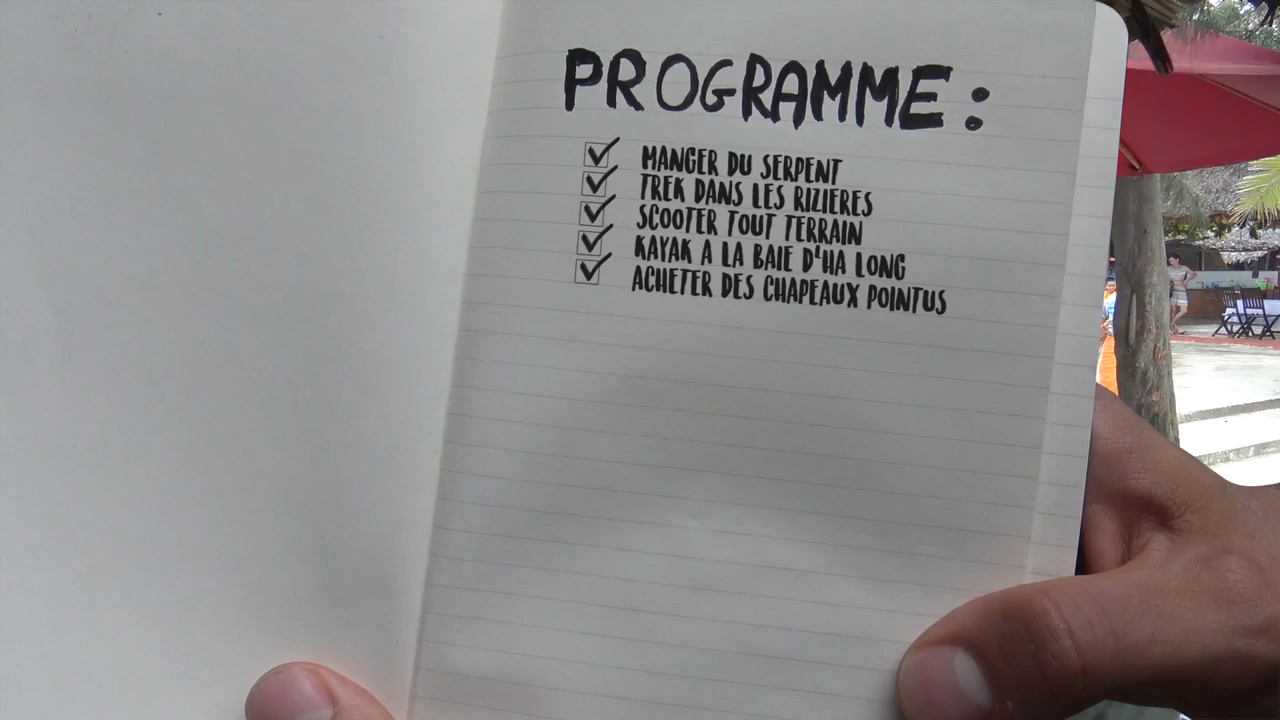 PROGRAMME:
MANGER DU SERPENT
TREK DANS LES RIZIERES
SCOOTER TOUT TERRAIN
KAYAK A LA BAIE D'HA LONG
ACHETER DES CHAPEAUX POINTUS